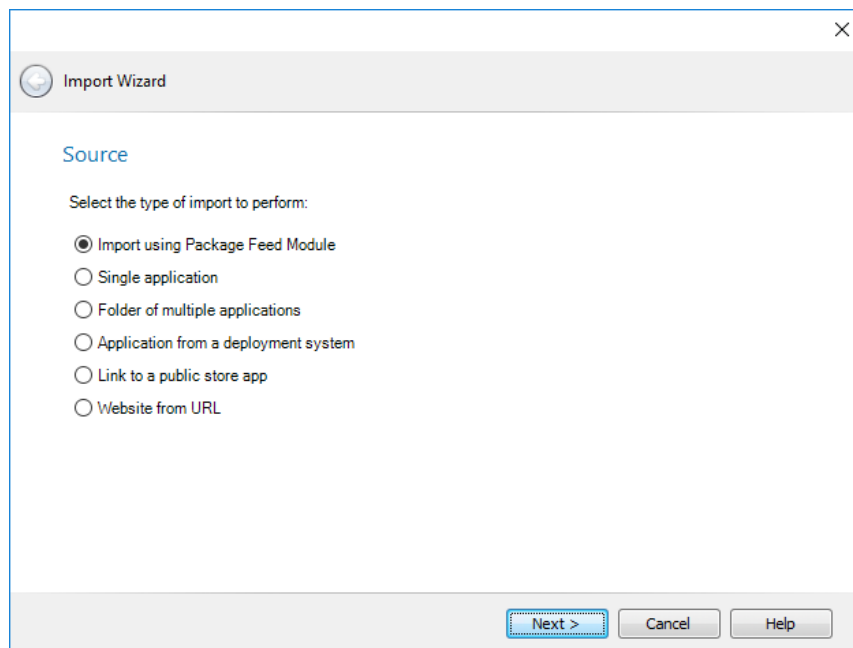 Import Wizard
Source
Select the type of import to perform:
Import using Package Feed Module
Single application
Folder of multiple applications
Application from a deployment system
Link to a public store app
Website from URL
Next > Cancel Help